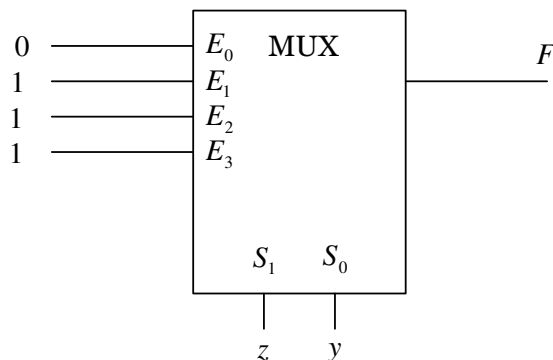 0 E₀ MUX F
1 E₁
1 E₂
1 E₃
S₁ S₀
z y